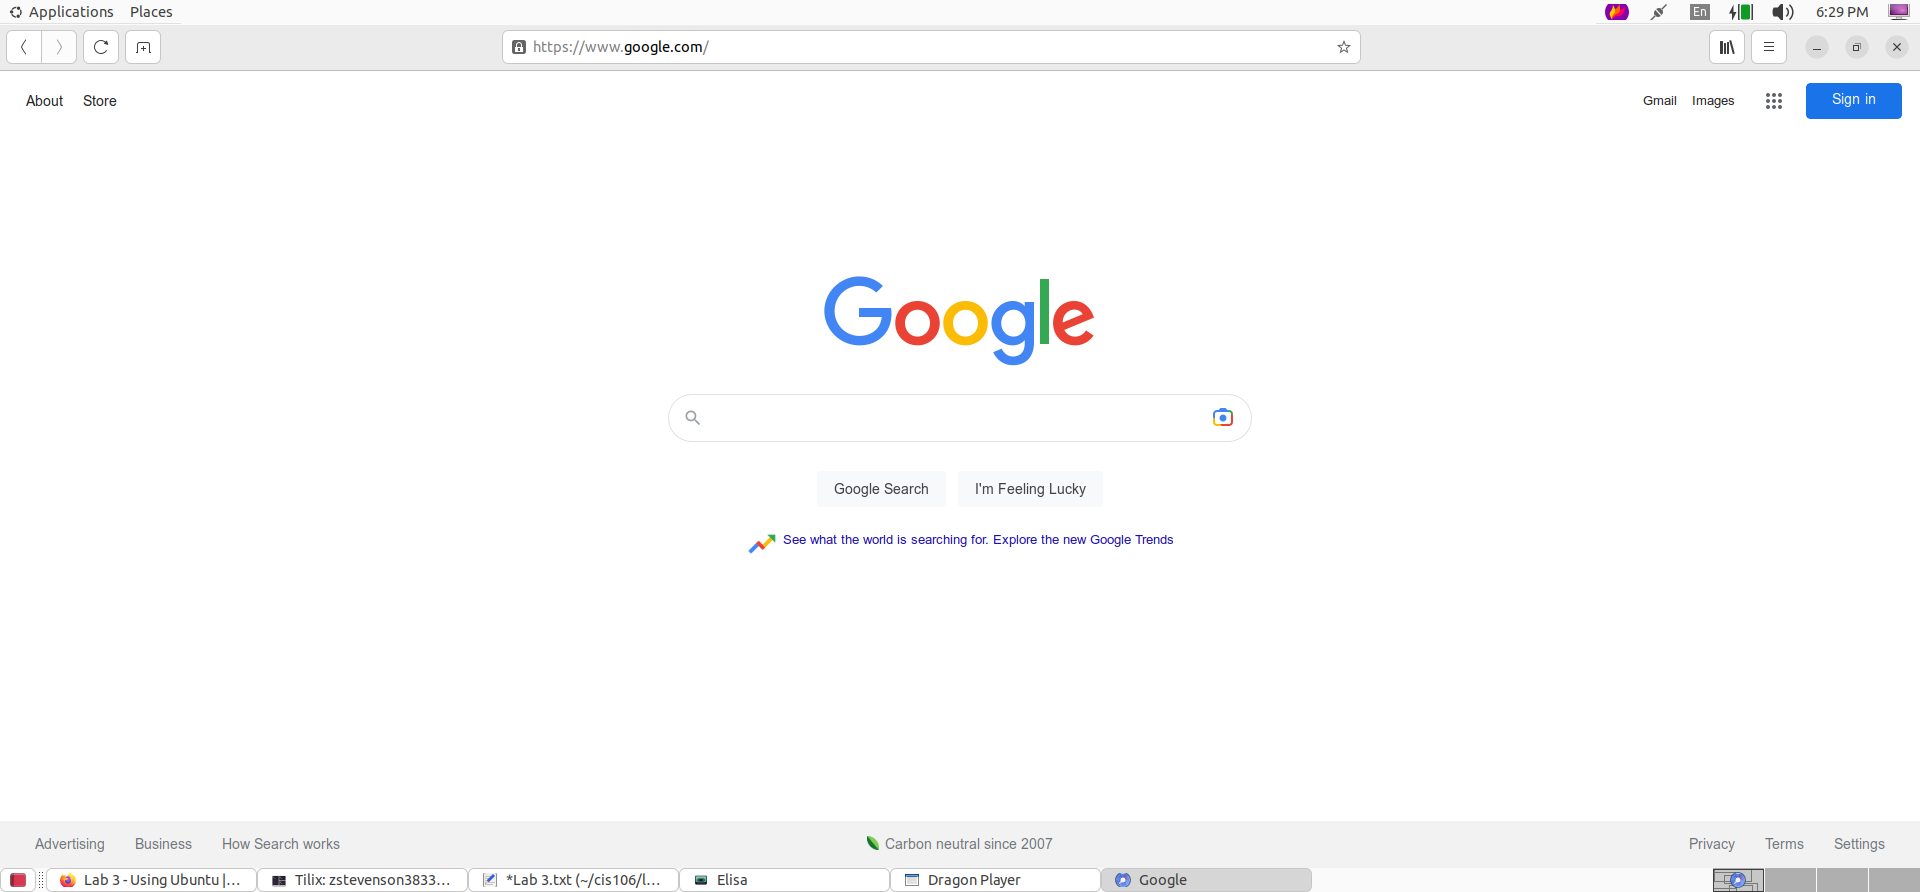 Applications Places En 6:29 PM
https://www.google.com/
About Store Gmail Images Sign in
Google
Google Search I'm Feeling Lucky
See what the world is searching for. Explore the new Google Trends
Advertising Business How Search works Carbon neutral since 2007 Privacy Terms Settings
Lab 3 - Using Ubuntu |... Tilix: zstevenson3833... *Lab 3.txt (~/cis106/l... Elisa Dragon Player Google